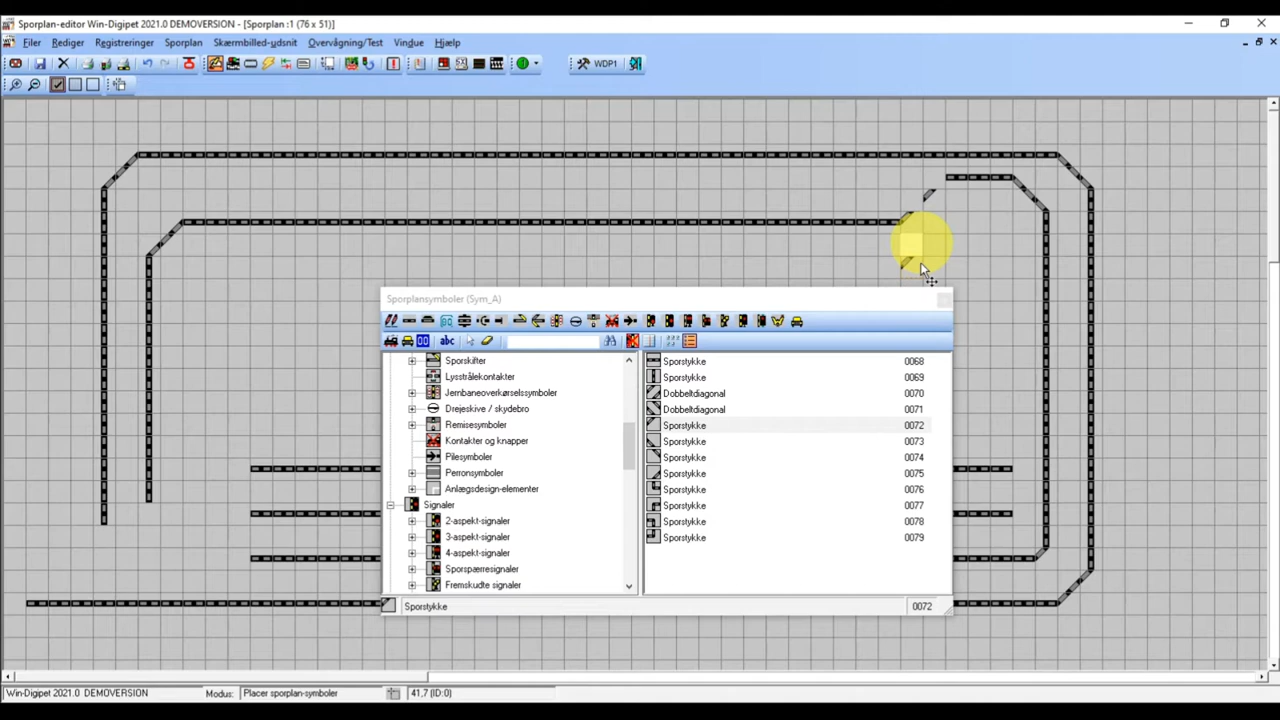 Sporplan-editor Win-Digipet 2021.0 DEMOVERSION - [Sporplan :1 (76 x 51)]
Filer Rediger Registreringer Sporplan Skærmbilled-udsnit Overvågning/Test Vindue Hjælp
WDP1
Sporplansymboler (Sym_A)
abc
Sporskifter
Lysstrålekontakter
Jernbaneoverkørselssymboler
Drejeskive / skydebro
Remisesymboler
Kontakter og knapper
Pilesymboler
Perronsymboler
Anlægsdesign-elementer
Signaler
2-aspekt-signaler
3-aspekt-signaler
4-aspekt-signaler
Sporspærresignaler
Fremskudte signaler
Sporstykke 0068
Sporstykke 0069
Dobbeltdiagonal 0070
Dobbeltdiagonal 0071
Sporstykke 0072
Sporstykke 0073
Sporstykke 0074
Sporstykke 0075
Sporstykke 0076
Sporstykke 0077
Sporstykke 0078
Sporstykke 0079
Sporstykke 0072
Win-Digipet 2021.0 DEMOVERSION Modus: Placer sporplan-symboler 41,7 (ID:0)